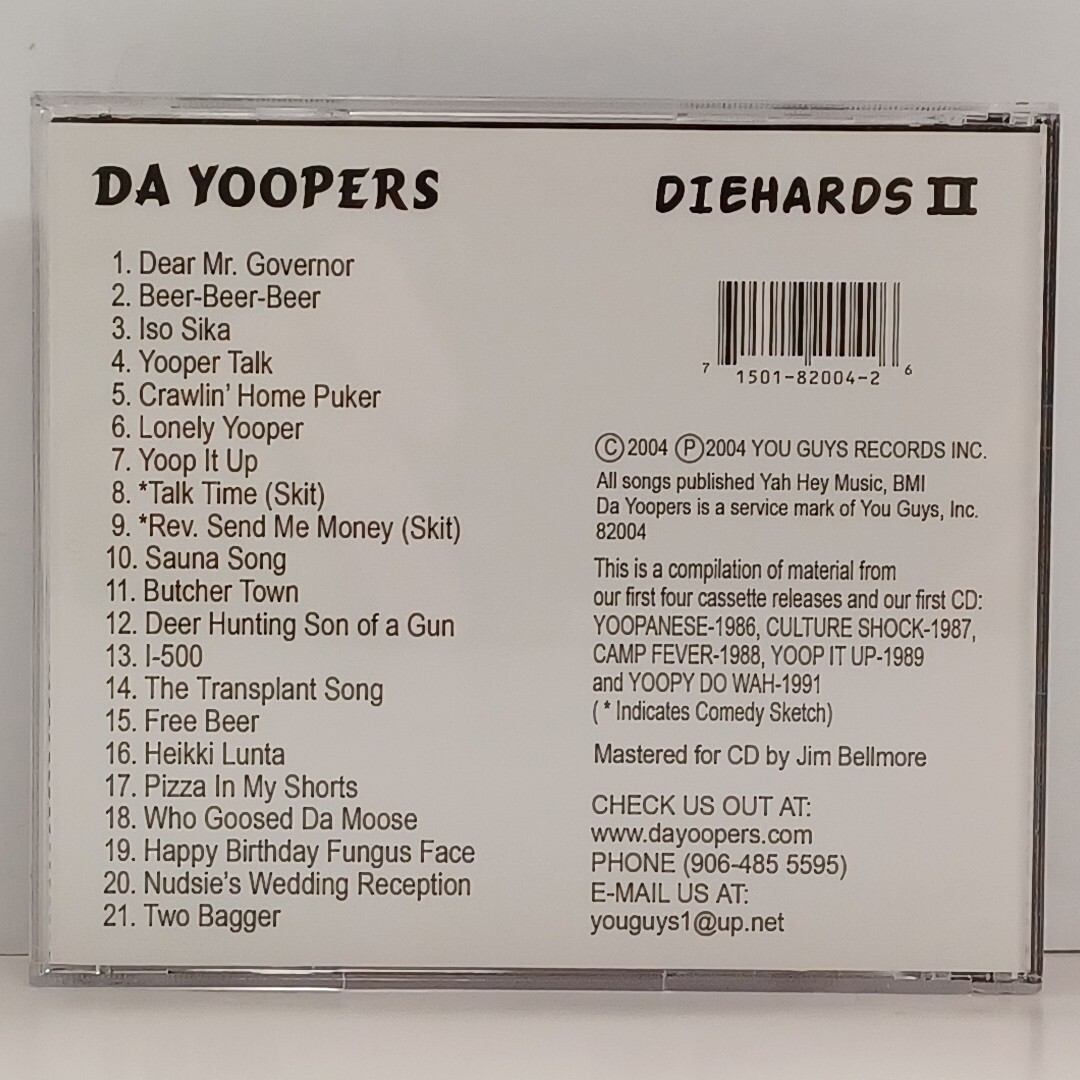 DA YOOPERS
1. Dear Mr. Governor
2. Beer-Beer-Beer
3. Iso Sika
4. Yooper Talk
5. Crawlin' Home Puker
6. Lonely Yooper
7. Yoop It Up
8. *Talk Time (Skit)
9. *Rev. Send Me Money (Skit)
10. Sauna Song
11. Butcher Town
12. Deer Hunting Son of a Gun
13. I-500
14. The Transplant Song
15. Free Beer
16. Heikki Lunta
17. Pizza In My Shorts
18. Who Goosed Da Moose
19. Happy Birthday Fungus Face
20. Nudsie's Wedding Reception
21. Two Bagger
DIEHARDS II
7 1501-82004-2 6
Ⓒ 2004 Ⓟ 2004 YOU GUYS RECORDS INC.
All songs published Yah Hey Music, BMI
Da Yoopers is a service mark of You Guys, Inc.
82004
This is a compilation of material from
our first four cassette releases and our first CD:
YOOPANESE-1986, CULTURE SHOCK-1987,
CAMP FEVER-1988, YOOP IT UP-1989
and YOOPY DO WAH-1991
( * Indicates Comedy Sketch)
Mastered for CD by Jim Bellmore
CHECK US OUT AT:
www.dayoopers.com
PHONE (906-485 5595)
E-MAIL US AT:
youguys1@up.net